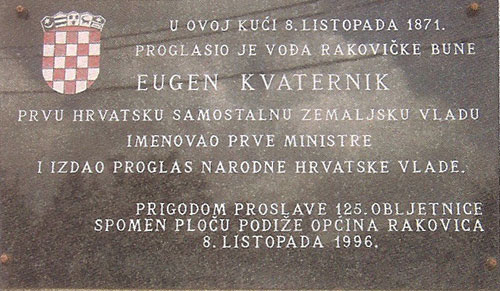 U OVOJ KUĆI 8. LISTOPADA 1871.
PROGLASIO JE VOĐA RAKOVIČKE BUNE
EUGEN KVATERNIK
PRVU HRVATSKU SAMOSTALNU ZEMALJSKU VLADU
IMENOVAO PRVE MINISTRE
I IZDAO PROGLAS NARODNE HRVATSKE VLADE.
PRIGODOM PROSLAVE 125. OBLJETNICE
SPOMEN PLOČU PODIŽE OPĆINA RAKOVICA
8. LISTOPADA 1996.